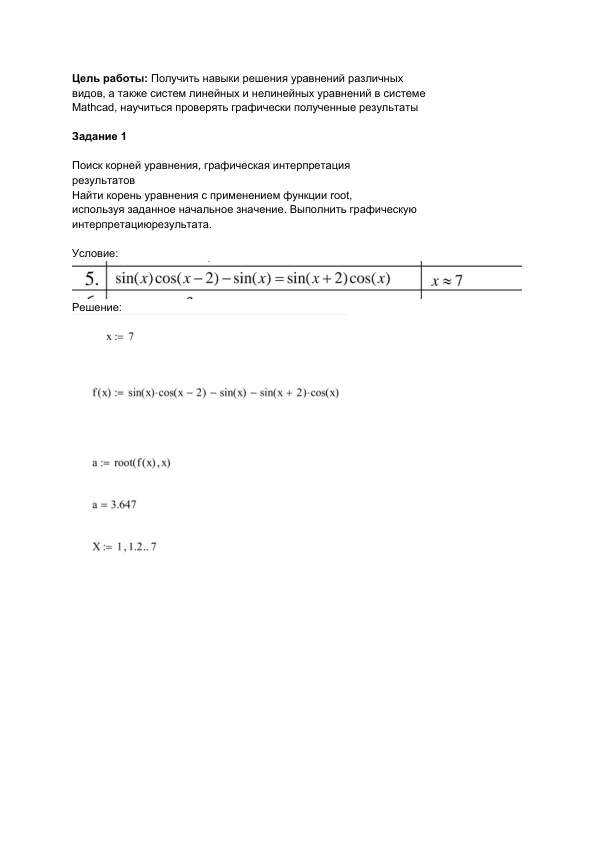 Цель работы: Получить навыки решения уравнений различных
видов, а также систем линейных и нелинейных уравнений в системе
Mathcad, научиться проверять графически полученные результаты
Задание 1
Поиск корней уравнения, графическая интерпретация
результатов
Найти корень уравнения с применением функции root,
используя заданное начальное значение. Выполнить графическую
интерпретациюрезультата.
Условие:
5. sin(x)cos(x−2)−sin(x)=sin(x+2)cos(x) x≈7
Решение:
x := 7
f(x) := sin(x)·cos(x − 2) − sin(x) − sin(x + 2)·cos(x)
a := root(f(x),x)
a = 3.647
X := 1,1.2.. 7